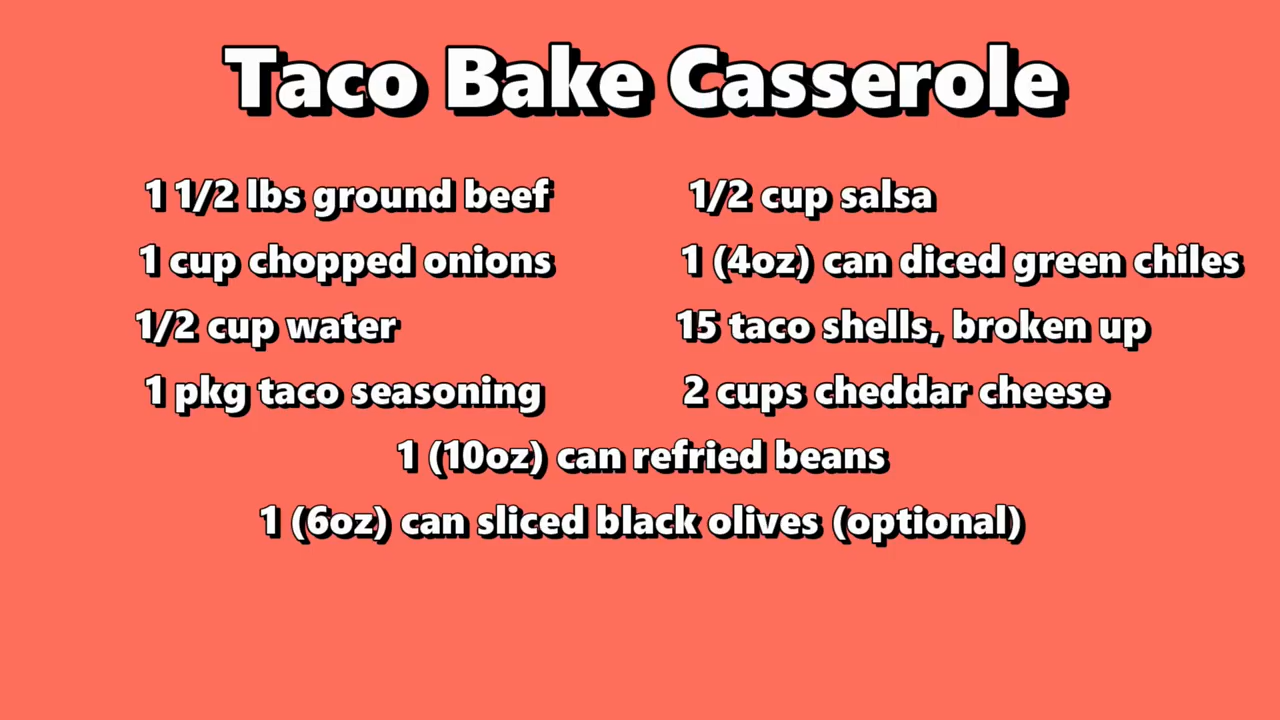 Taco Bake Casserole
1 1/2 lbs ground beef
1 cup chopped onions
1/2 cup water
1 pkg taco seasoning
1/2 cup salsa
1 (4oz) can diced green chiles
15 taco shells, broken up
2 cups cheddar cheese
1 (10oz) can refried beans
1 (6oz) can sliced black olives (optional)